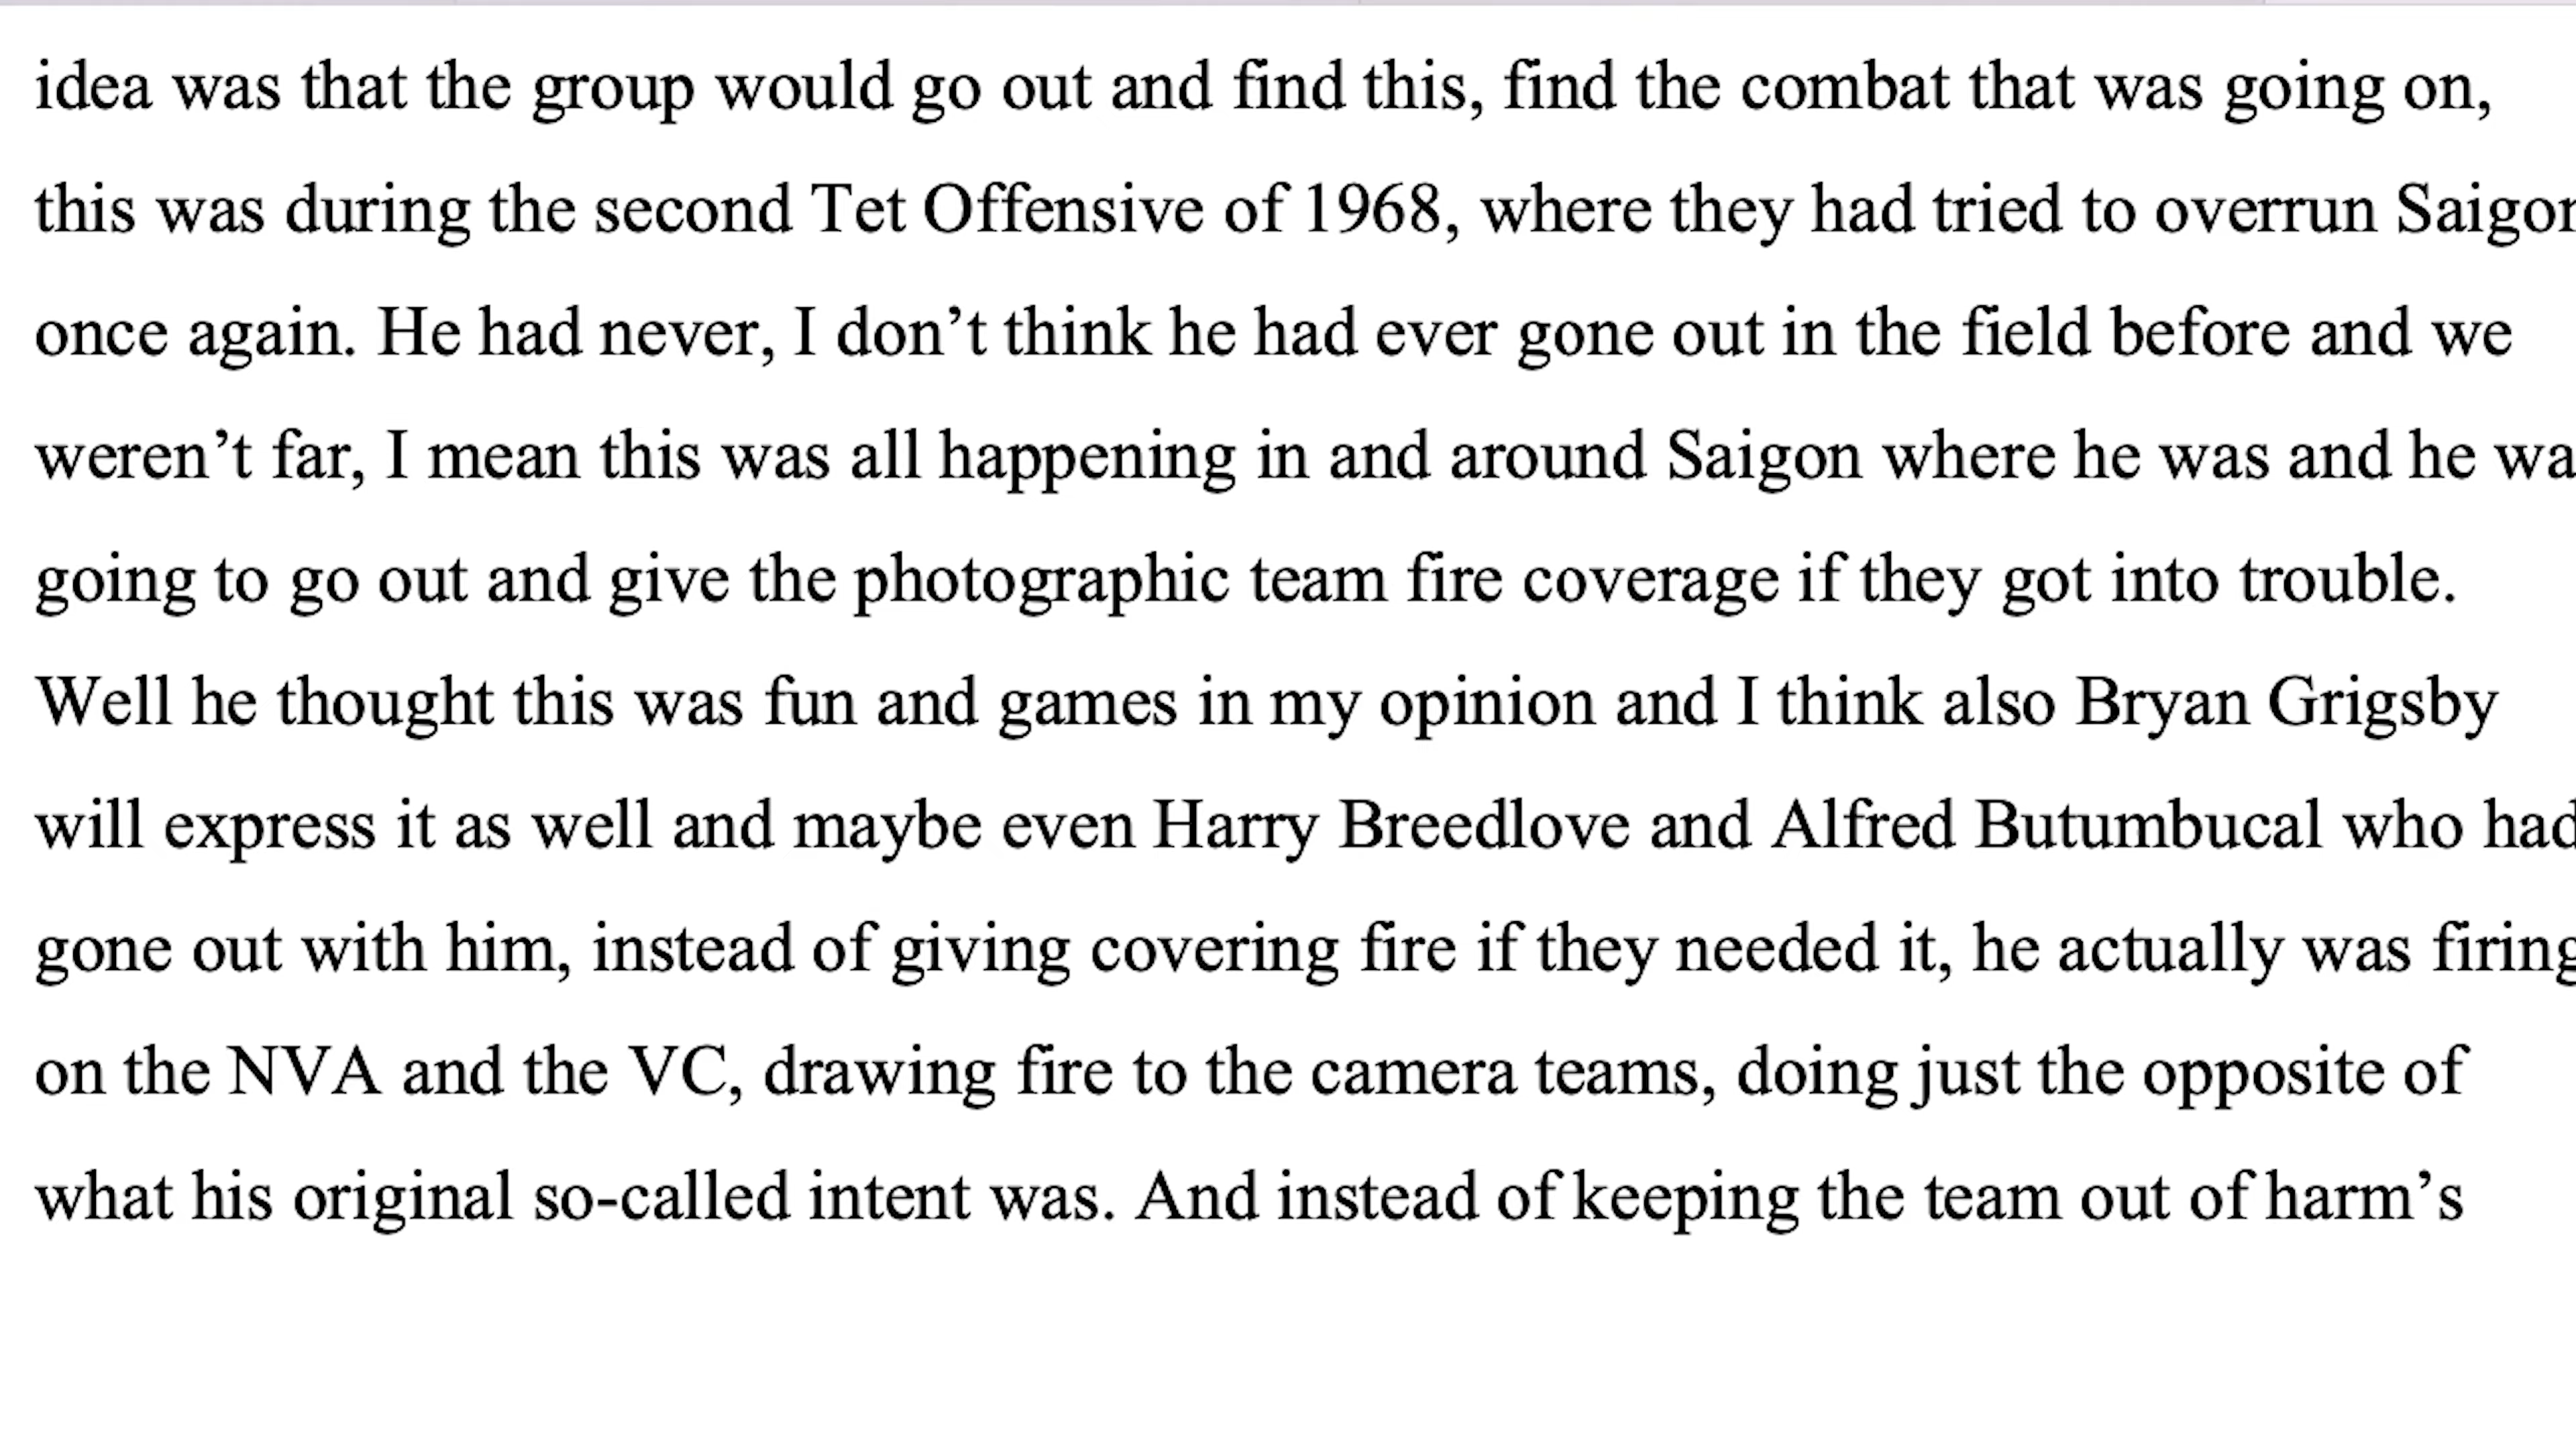 idea was that the group would go out and find this, find the combat that was going on,
this was during the second Tet Offensive of 1968, where they had tried to overrun Saigon
once again. He had never, I don’t think he had ever gone out in the field before and we
weren’t far, I mean this was all happening in and around Saigon where he was and he wa
going to go out and give the photographic team fire coverage if they got into trouble.
Well he thought this was fun and games in my opinion and I think also Bryan Grigsby
will express it as well and maybe even Harry Breedlove and Alfred Butumbucal who had
gone out with him, instead of giving covering fire if they needed it, he actually was firing
on the NVA and the VC, drawing fire to the camera teams, doing just the opposite of
what his original so-called intent was. And instead of keeping the team out of harm’s